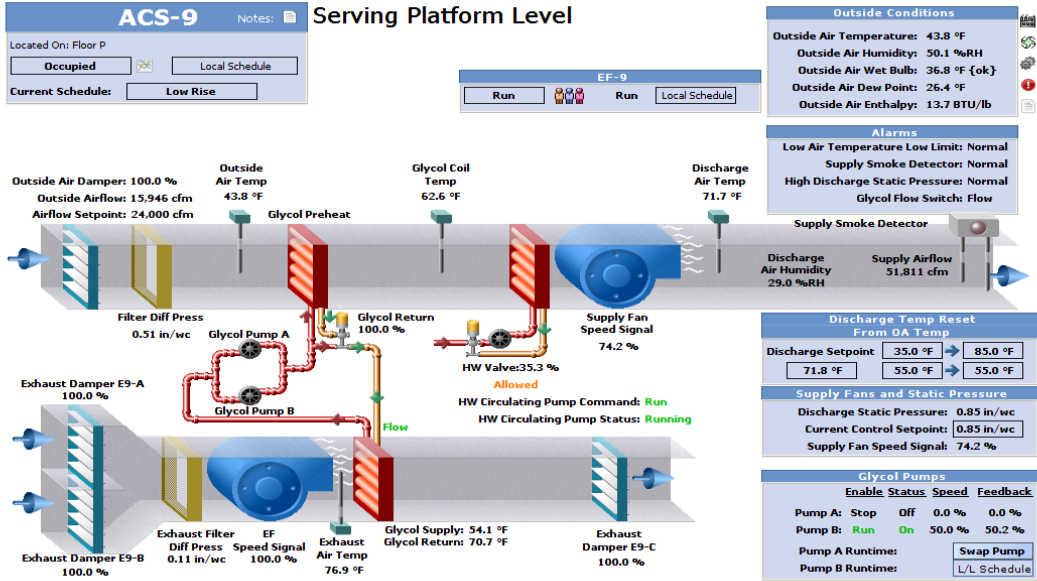 ACS-9
Notes:
Serving Platform Level
Located On: Floor P
Occupied
Local Schedule
Current Schedule:
Low Rise
EF-9
Run
Run
Local Schedule
Outside Conditions
Outside Air Temperature: 43.8 °F
Outside Air Humidity: 50.1 %RH
Outside Air Wet Bulb: 36.8 °F {ok}
Outside Air Dew Point: 26.4 °F
Outside Air Enthalpy: 13.7 BTU/lb
Alarms
Low Air Temperature Low Limit: Normal
Supply Smoke Detector: Normal
High Discharge Static Pressure: Normal
Glycol Flow Switch: Flow
Outside Air Damper: 100.0 %
Outside Airflow: 15,946 cfm
Airflow Setpoint: 24,000 cfm
Outside
Air Temp
43.8 °F
Glycol Preheat
Glycol Coil
Temp
62.6 °F
Discharge
Air Temp
71.7 °F
Supply Smoke Detector
Discharge
Air Humidity
29.0 %RH
Supply Airflow
51,811 cfm
Filter Diff Press
0.51 in/wc
Glycol Return
100.0 %
Supply Fan
Speed Signal
74.2 %
Glycol Pump A
Glycol Pump B
HW Valve:35.3 %
Allowed
HW Circulating Pump Command: Run
HW Circulating Pump Status: Running
Flow
Discharge Temp Reset
From OA Temp
Discharge Setpoint
35.0 °F
85.0 °F
71.8 °F
55.0 °F
55.0 °F
Supply Fans and Static Pressure
Discharge Static Pressure: 0.85 in/wc
Current Control Setpoint: 0.85 in/wc
Supply Fan Speed Signal: 74.2 %
Exhaust Damper E9-A
100.0 %
Exhaust Damper E9-B
100.0 %
Exhaust Filter
Diff Press
0.11 in/wc
EF
Speed Signal
100.0 %
Exhaust
Air Temp
76.9 °F
Glycol Supply: 54.1 °F
Glycol Return: 70.7 °F
Exhaust
Damper E9-C
100.0 %
Glycol Pumps
Enable Status Speed Feedback
Pump A: Stop Off 0.0 % 0.0 %
Pump B: Run On 50.0 % 50.2 %
Pump A Runtime:
Swap Pump
Pump B Runtime:
L/L Schedule